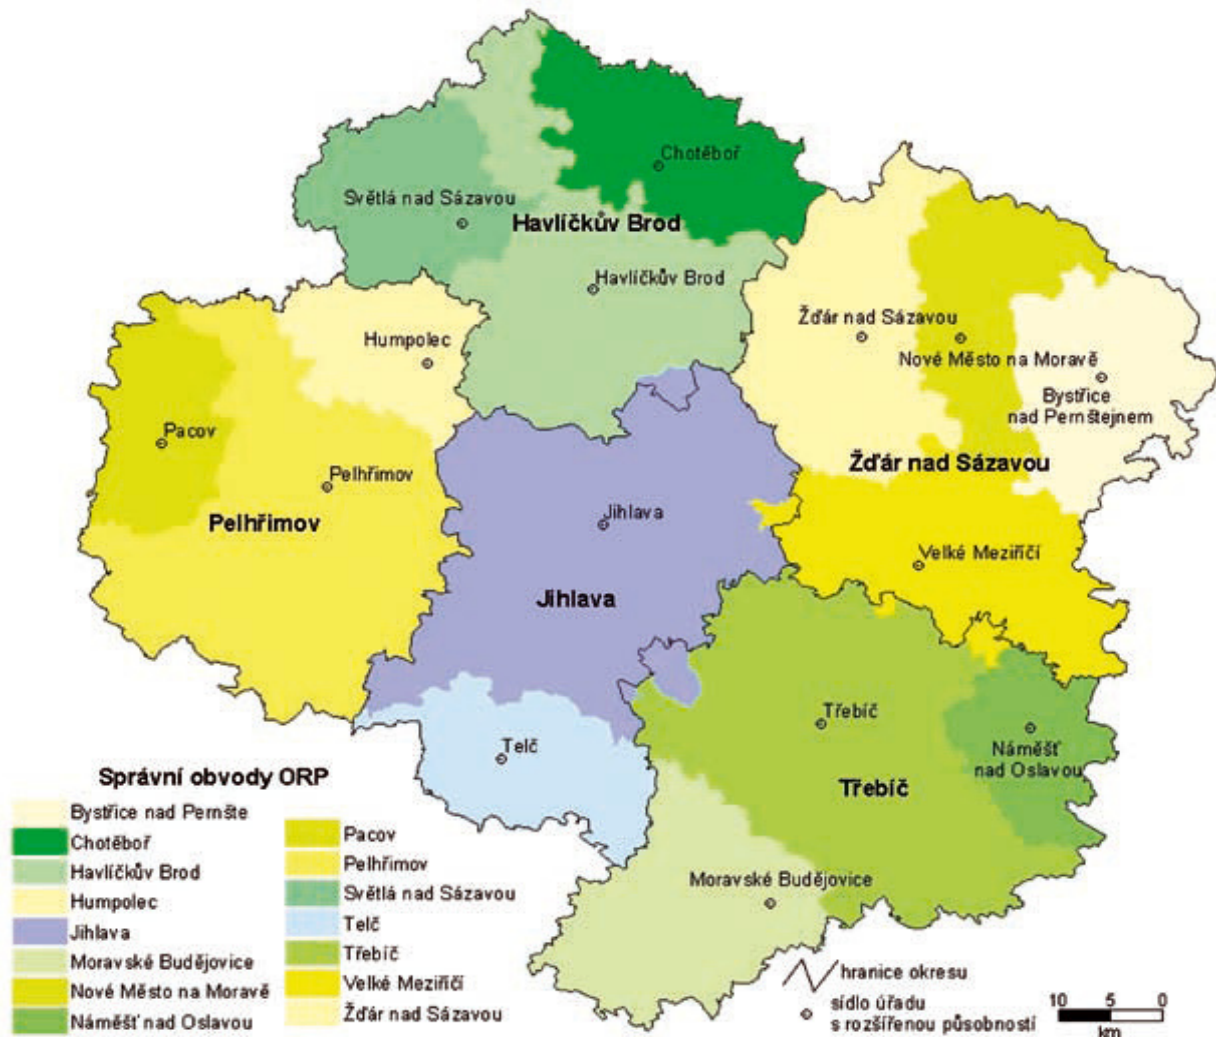 Chotěboř
Světlá nad Sázavou
Havlíčkův Brod
Havlíčkův Brod
Žďár nad Sázavou
Humpolec
Nové Město na Moravě
Bystřice
nad Pernštejnem
Pacov
Žďár nad Sázavou
Pelhřimov
Pelhřimov
Jihlava
Velké Meziříčí
Jihlava
Třebíč
Telč
Náměšť
nad Oslavou
Třebíč
Moravské Budějovice
Správní obvody ORP
Bystřice nad Pernšte
Chotěboř
Havlíčkův Brod
Humpolec
Jihlava
Moravské Budějovice
Nové Město na Moravě
Náměšť nad Oslavou
Pacov
Pelhřimov
Světlá nad Sázavou
Telč
Třebíč
Velké Meziříčí
Žďár nad Sázavou
hranice okresu
sídlo úřadu
s rozšířenou působností
10 5 0
km